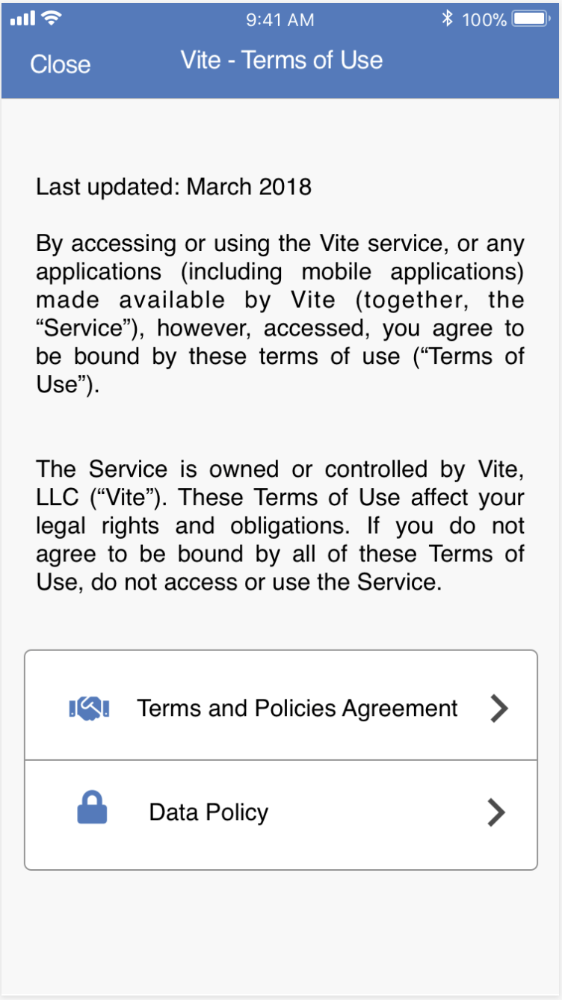 9:41 AM 100%
Close Vite - Terms of Use
Last updated: March 2018
By accessing or using the Vite service, or any
applications (including mobile applications)
made available by Vite (together, the
“Service”), however, accessed, you agree to
be bound by these terms of use (“Terms of
Use”).
The Service is owned or controlled by Vite,
LLC (“Vite”). These Terms of Use affect your
legal rights and obligations. If you do not
agree to be bound by all of these Terms of
Use, do not access or use the Service.
Terms and Policies Agreement
Data Policy